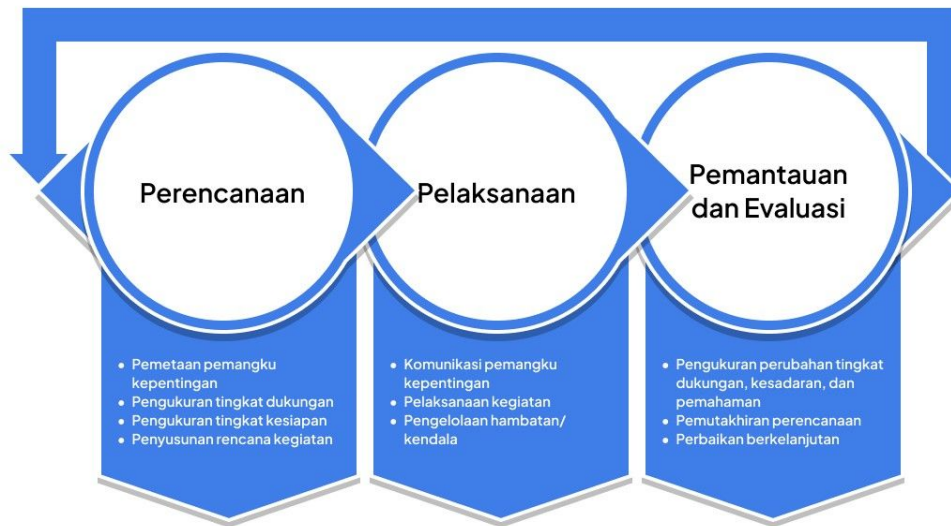 Perencanaan
• Pemetaan pemangku
kepentingan
• Pengukuran tingkat dukungan
• Pengukuran tingkat kesiapan
• Penyusunan rencana kegiatan
Pelaksanaan
• Komunikasi pemangku
kepentingan
• Pelaksanaan kegiatan
• Pengelolaan hambatan/
kendala
Pemantauan
dan Evaluasi
• Pengukuran perubahan tingkat
dukungan, kesadaran, dan
pemahaman
• Pemutakhiran perencanaan
• Perbaikan berkelanjutan